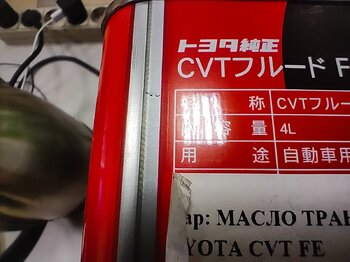 トヨタ純正
CVTフルード F
称 CVTフルー
容量 4L
用 途 自動車用
ар: МАСЛО ТРАН
YOTA CVT FE